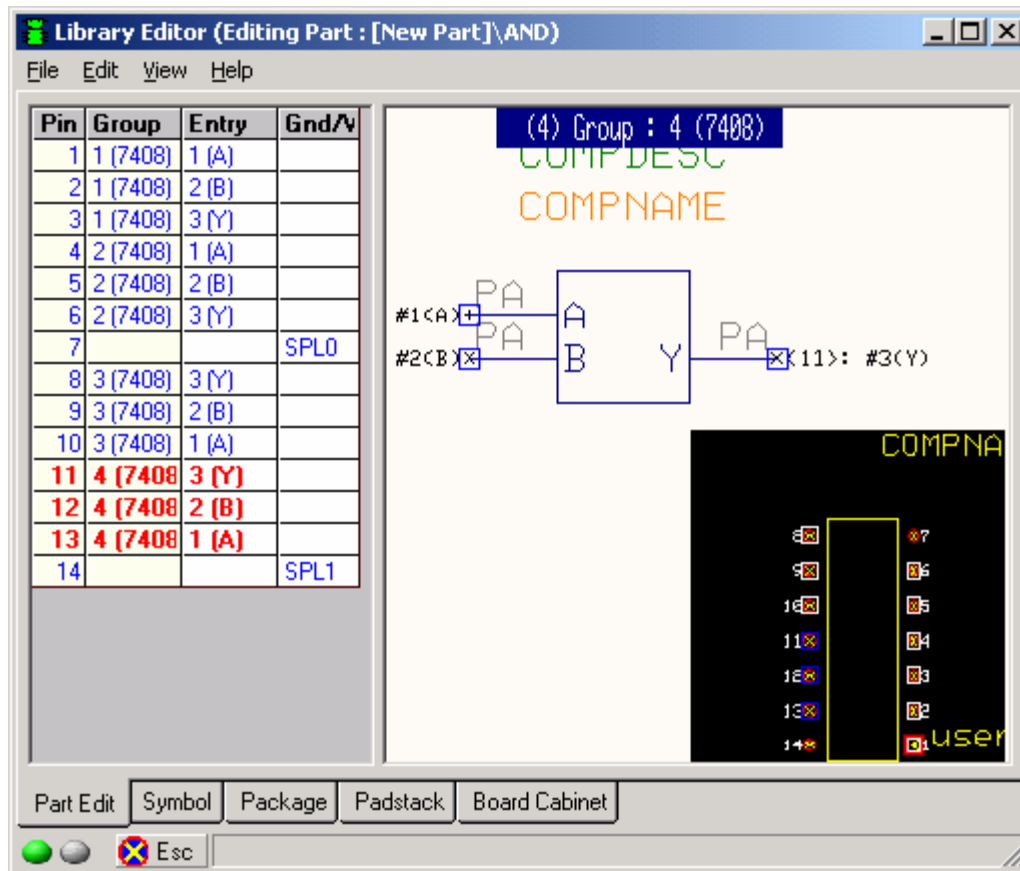 Library Editor (Editing Part : [New Part]\AND)
File Edit View Help
Pin Group Entry Gnd/V
1 1 (7408) 1 (A)
2 1 (7408) 2 (B)
3 1 (7408) 3 (Y)
4 2 (7408) 1 (A)
5 2 (7408) 2 (B)
6 2 (7408) 3 (Y)
7 SPL0
8 3 (7408) 3 (Y)
9 3 (7408) 2 (B)
10 3 (7408) 1 (A)
11 4 (7408 3 (Y)
12 4 (7408 2 (B)
13 4 (7408 1 (A)
14 SPL1
(4) Group : 4 (7408)
COMPDESC
COMPNAME
PA
#1(A) A
PA PA
#2(B) B Y (11): #3(Y)
COMPNA
8 7
9 6
10 5
11 4
12 3
13 2
14 1 user
Part Edit Symbol Package Padstack Board Cabinet
Esc